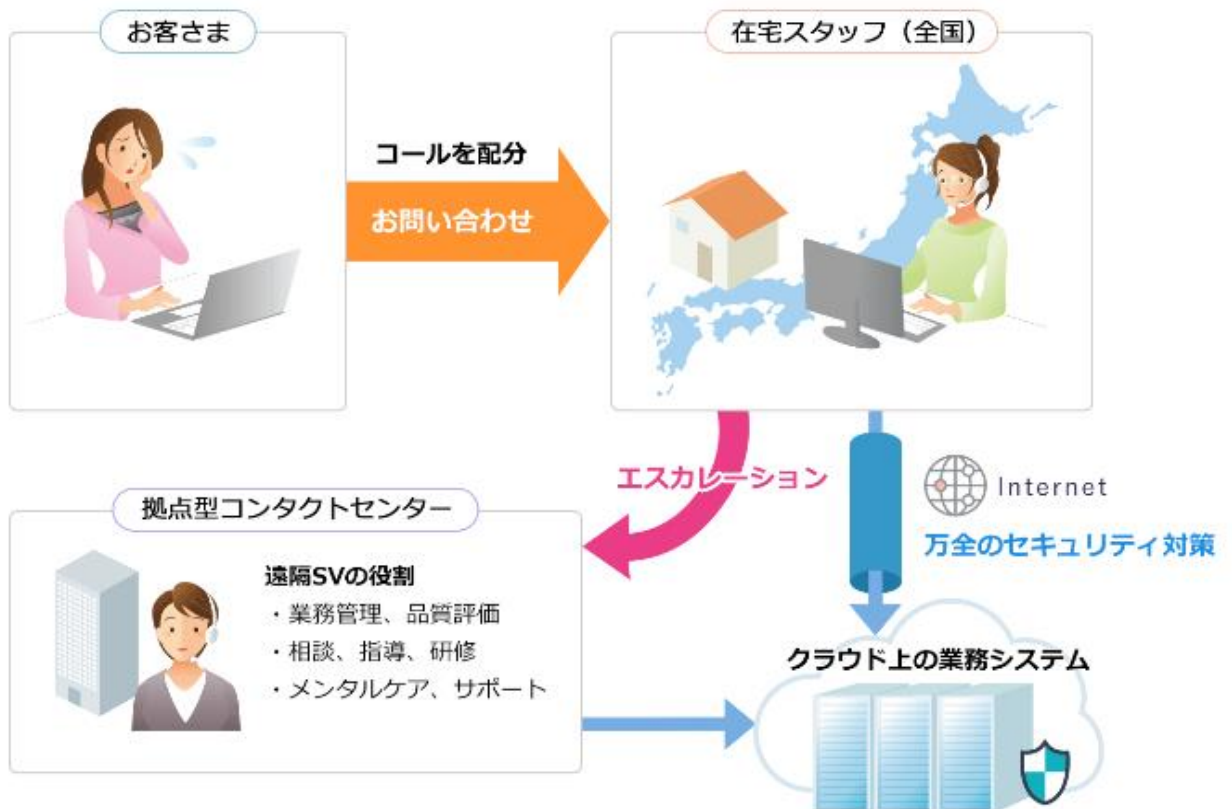 お客さま
在宅スタッフ（全国）
コールを配分
お問い合わせ
エスカレーション
Internet
万全のセキュリティ対策
拠点型コンタクトセンター
遠隔SVの役割
・業務管理、品質評価
・相談、指導、研修
・メンタルケア、サポート
クラウド上の業務システム